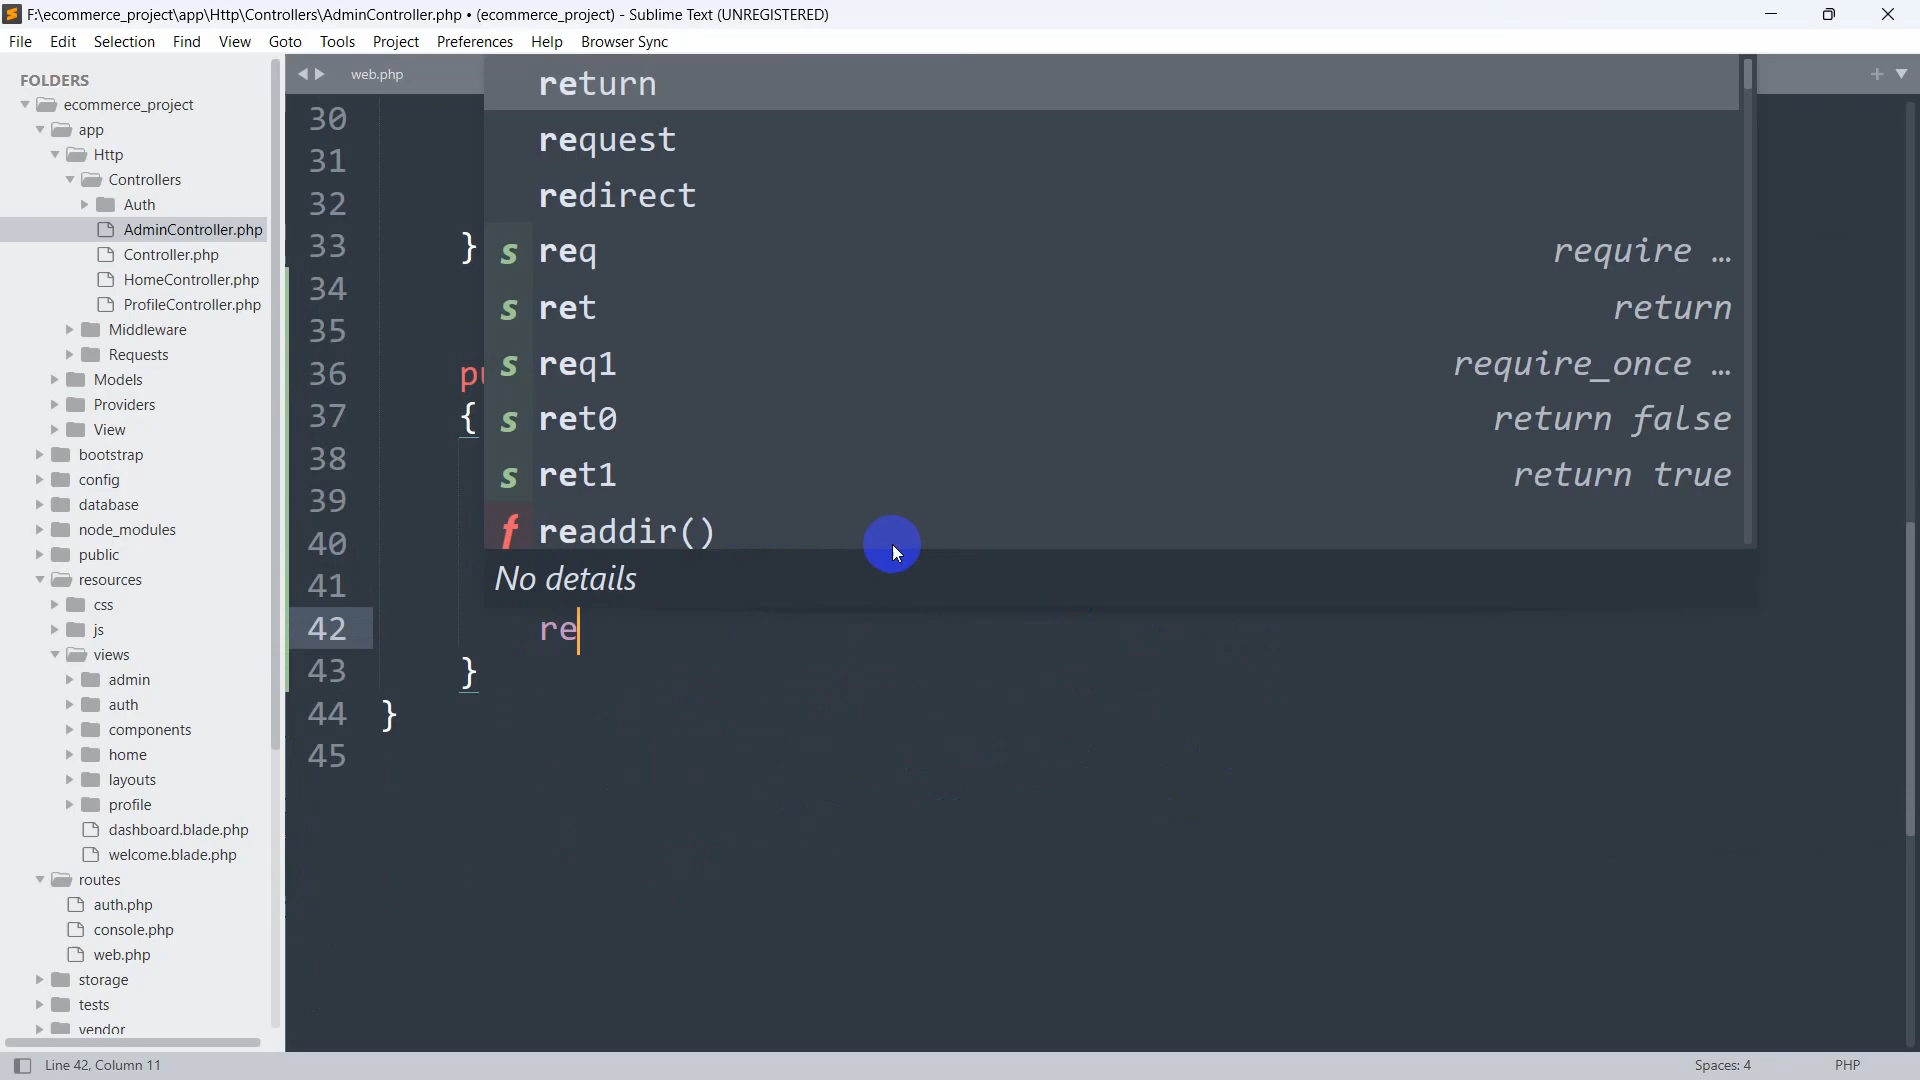 F:\ecommerce_project\app\Http\Controllers\AdminController.php • (ecommerce_project) - Sublime Text (UNREGISTERED)
File Edit Selection Find View Goto Tools Project Preferences Help Browser Sync
FOLDERS
ecommerce_project
app
Http
Controllers
Auth
AdminController.php
Controller.php
HomeController.php
ProfileController.php
Middleware
Requests
Models
Providers
View
bootstrap
config
database
node_modules
public
resources
css
js
views
admin
auth
components
home
layouts
profile
dashboard.blade.php
welcome.blade.php
routes
auth.php
console.php
web.php
storage
tests
vendor
web.php
30
31
32
33 }
34
35
36 pu
37 {
38
39
40
41
42 re
43 }
44 }
45
return
request
redirect
s req require ...
s ret return
s req1 require_once ...
s ret0 return false
s ret1 return true
f readdir()
No details
Line 42, Column 11
Spaces: 4
PHP